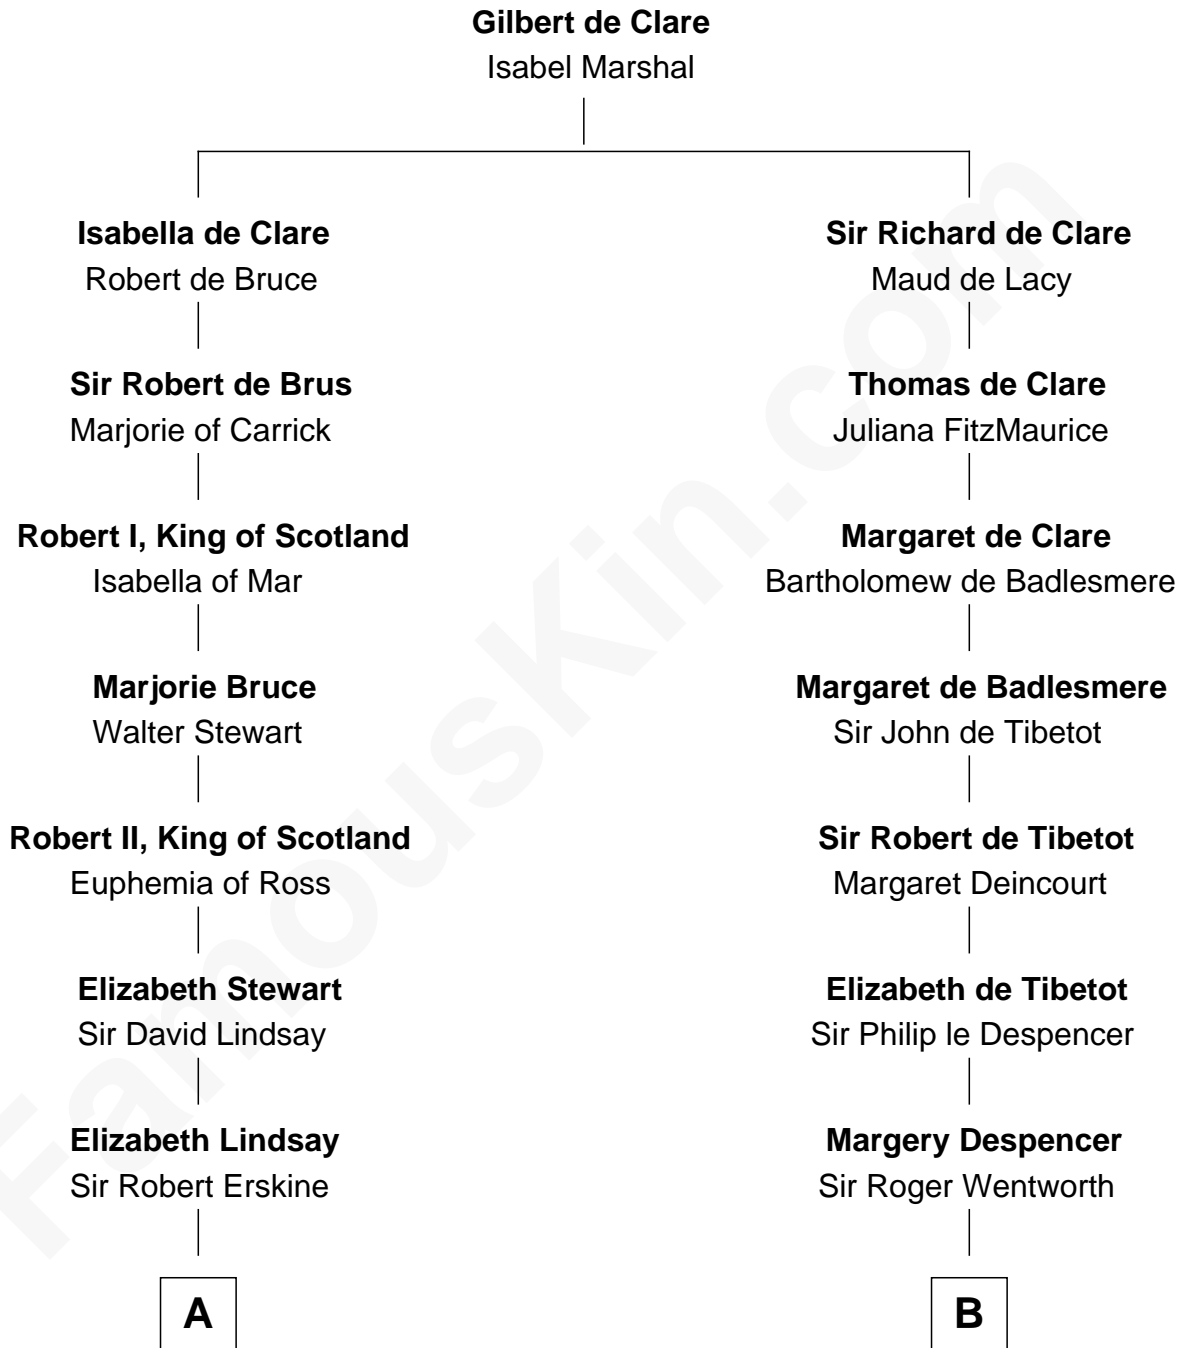 Gilbert de Clare
Isabel Marshal
Isabella de Clare
Robert de Bruce
Sir Richard de Clare
Maud de Lacy
Sir Robert de Brus
Marjorie of Carrick
Thomas de Clare
Juliana FitzMaurice
Robert I, King of Scotland
Isabella of Mar
Margaret de Clare
Bartholomew de Badlesmere
Marjorie Bruce
Walter Stewart
Margaret de Badlesmere
Sir John de Tibetot
Robert II, King of Scotland
Euphemia of Ross
Sir Robert de Tibetot
Margaret Deincourt
Elizabeth Stewart
Sir David Lindsay
Elizabeth de Tibetot
Sir Philip le Despencer
Elizabeth Lindsay
Sir Robert Erskine
Margery Despencer
Sir Roger Wentworth
A
B
FamousKin.com